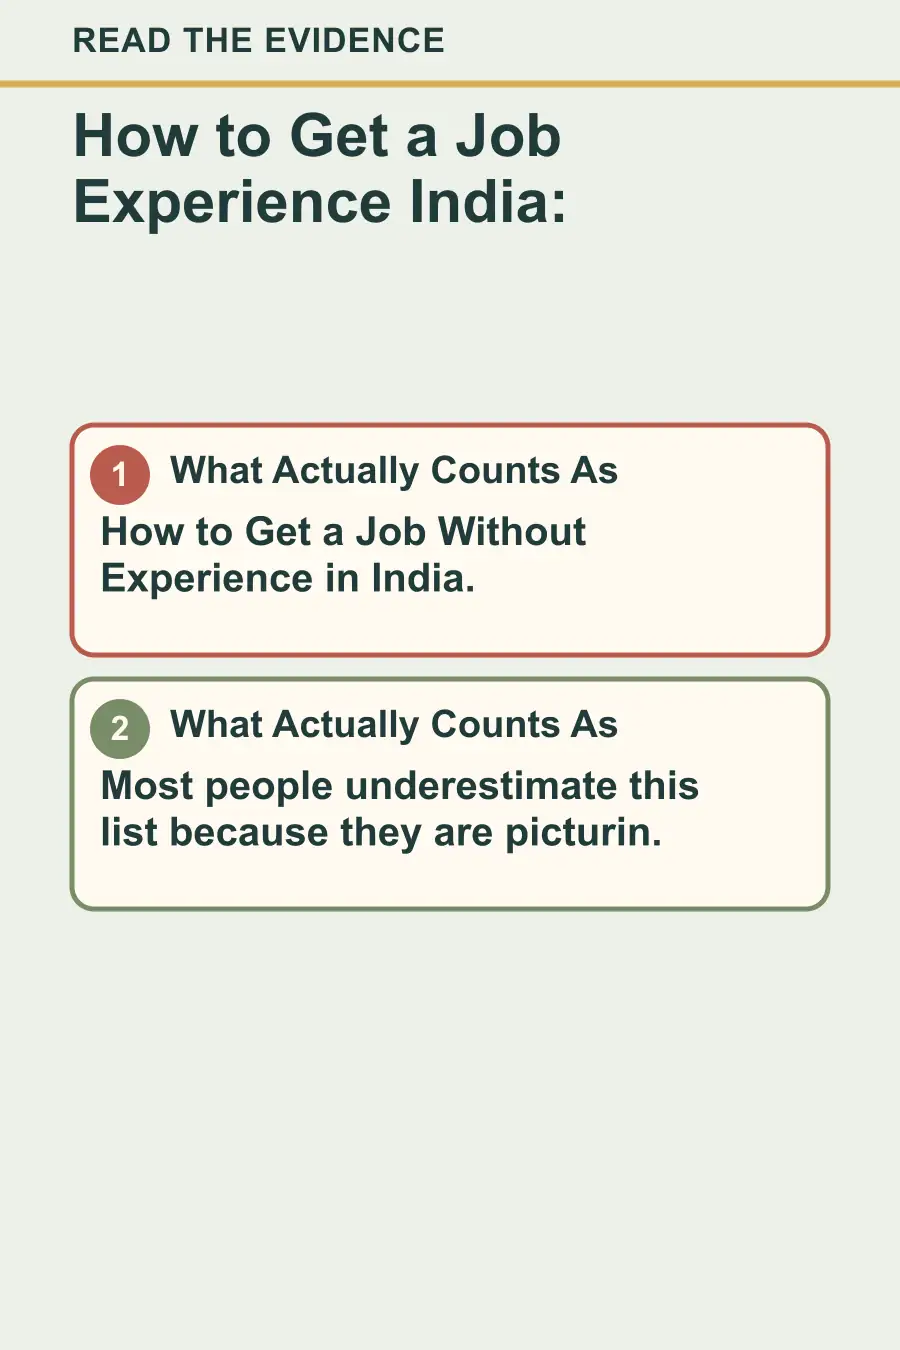 READ THE EVIDENCE
How to Get a Job
Experience India:
1 What Actually Counts As
How to Get a Job Without
Experience in India.
2 What Actually Counts As
Most people underestimate this
list because they are picturin.